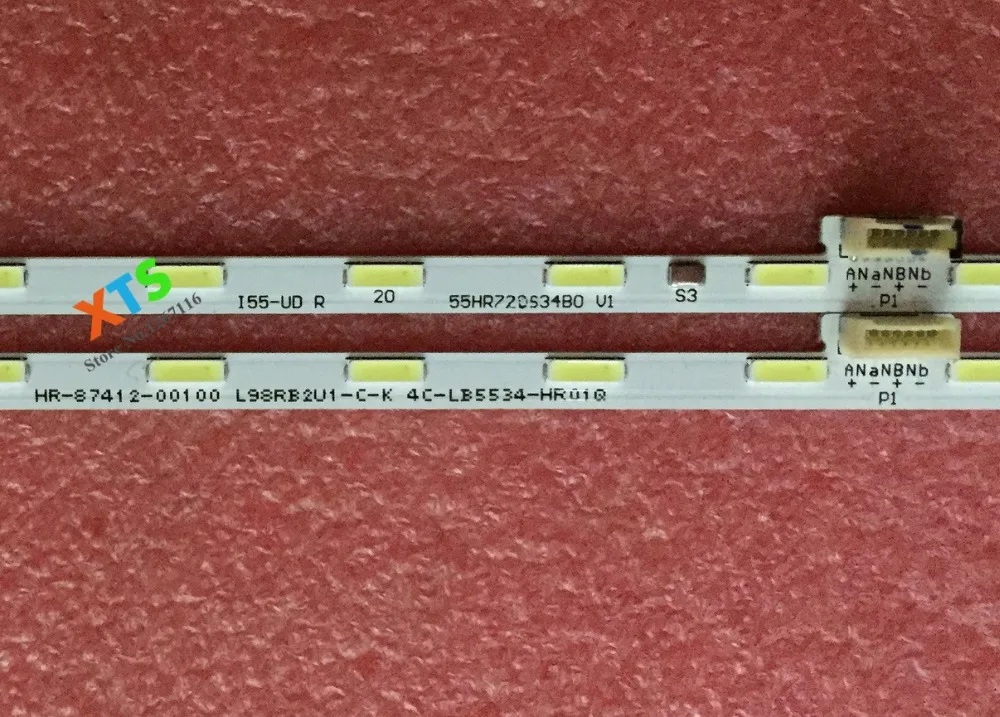 XTS
I55-UD R 20 55HR720S34B0 V1 S3 ANaNBNb
+ - + -
P1
ANaNBNb
+ - + -
P1
HR-87412-00100 L98RB2U1-C-K 4C-LB5534-HR01Q